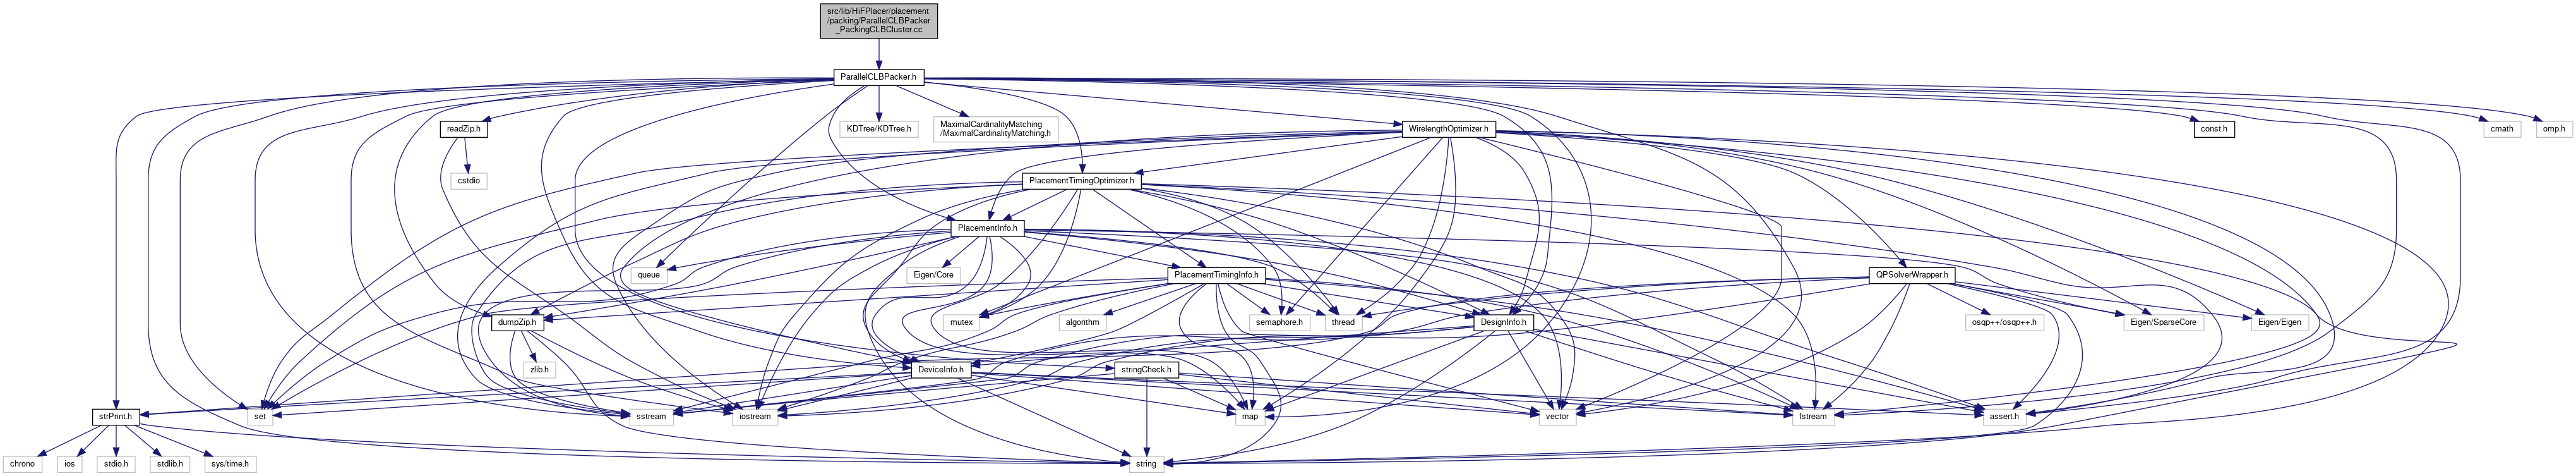 src/lib/HiFPlacer/placement
/packing/ParallelCLBPacker
_PackingCLBCluster.cc
ParallelCLBPacker.h
readZip.h
KDTree/KDTree.h
MaximalCardinalityMatching
/MaximalCardinalityMatching.h
WirelengthOptimizer.h
const.h
cmath
omp.h
cstdio
PlacementTimingOptimizer.h
PlacementInfo.h
queue
Eigen/Core
PlacementTimingInfo.h
QPSolverWrapper.h
dumpZip.h
mutex
algorithm
semaphore.h
thread
DesignInfo.h
osqp++/osqp++.h
Eigen/SparseCore
Eigen/Eigen
zlib.h
DeviceInfo.h
stringCheck.h
strPrint.h
set
sstream
iostream
map
vector
fstream
assert.h
chrono
ios
stdio.h
stdlib.h
sys/time.h
string